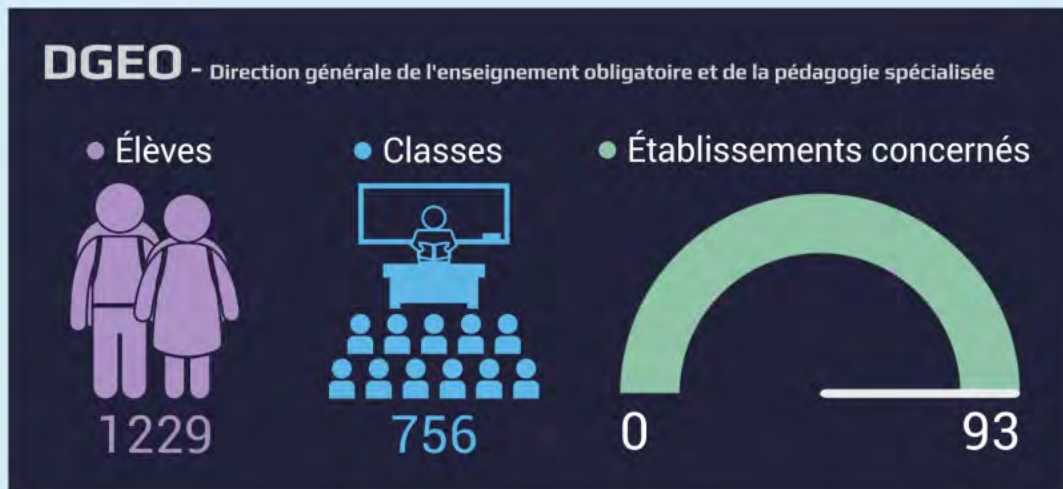 DGEO - Direction générale de l'enseignement obligatoire et de la pédagogie spécialisée
Élèves
Classes
Établissements concernés
1229
756
0
93